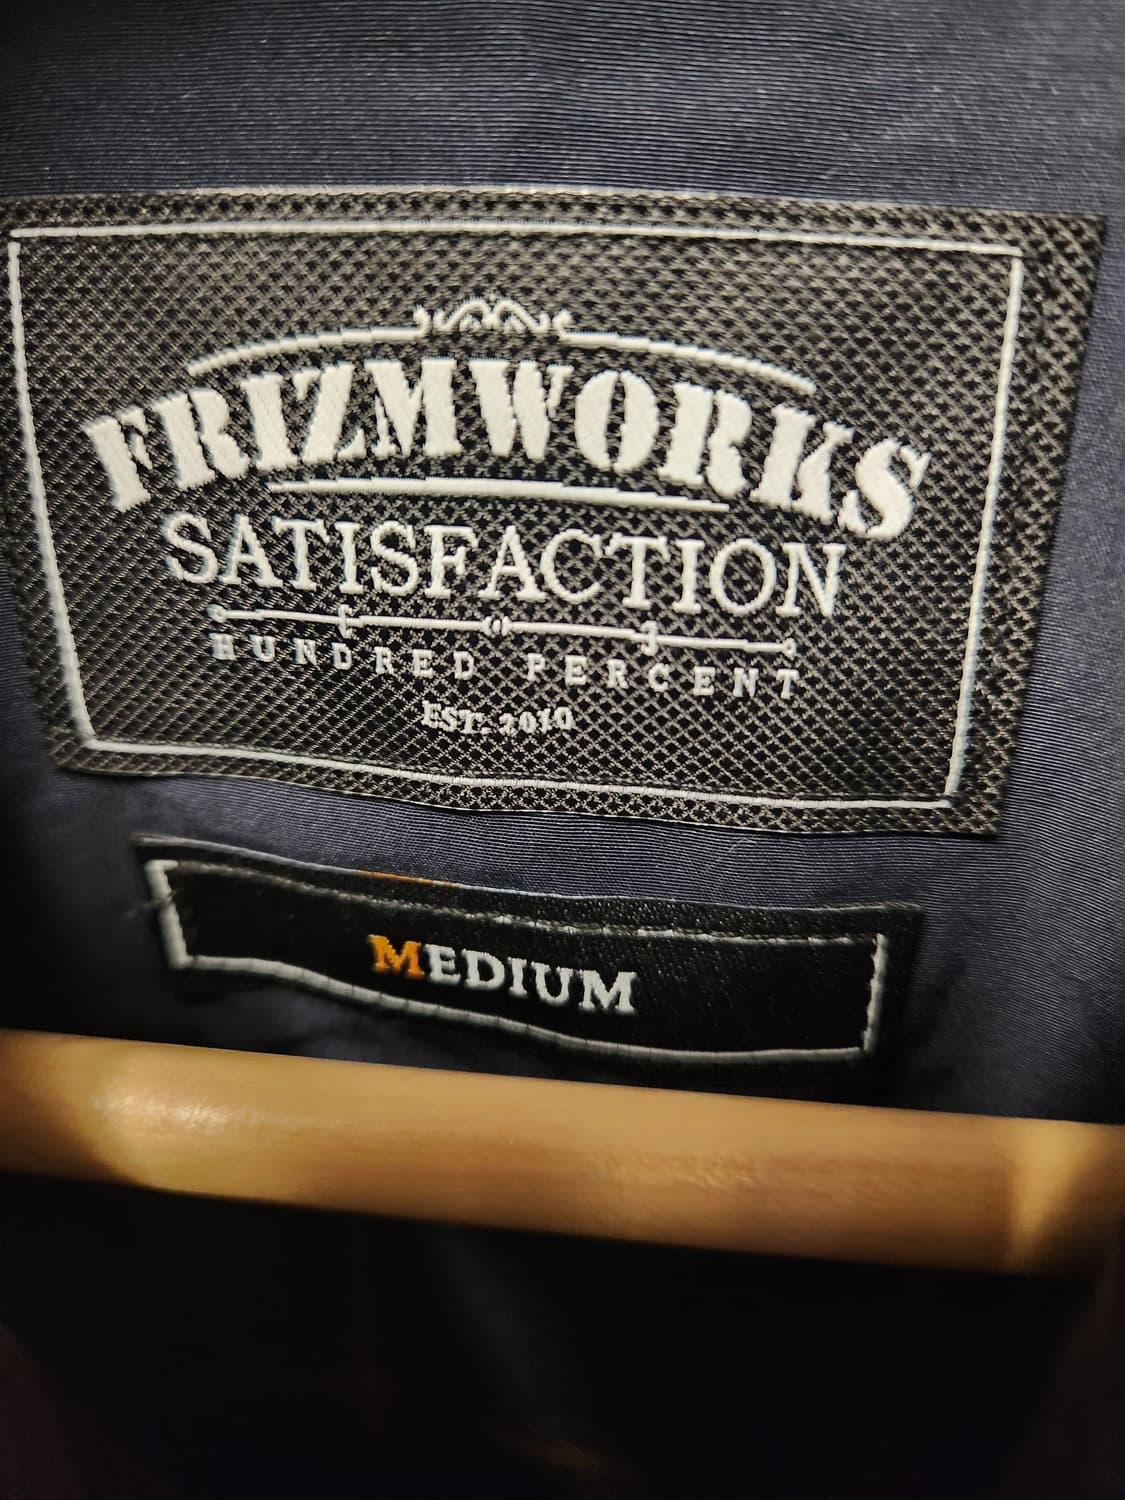 FRIZMWORKS
SATISFACTION
HUNDRED PERCENT
EST. 2010
MEDIUM